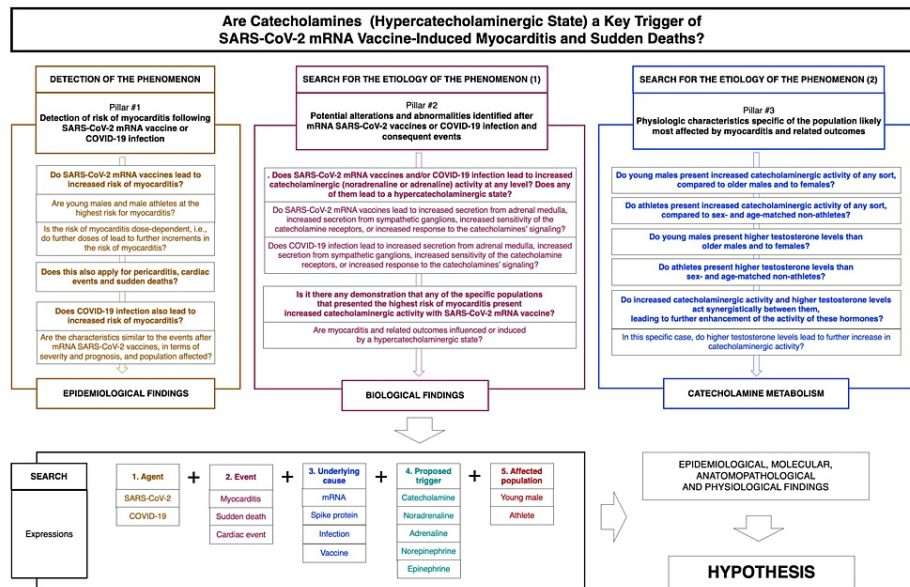 Are Catecholamines (Hypercatecholaminergic State) a Key Trigger of
SARS-CoV-2 mRNA Vaccine-Induced Myocarditis and Sudden Deaths?
DETECTION OF THE PHENOMENON
Pillar #1
Detection of risk of myocarditis following
SARS-CoV-2 mRNA vaccine or
COVID-19 infection
Do SARS-CoV-2 mRNA vaccines lead to
increased risk of myocarditis?
Are young males and male athletes at the
highest risk for myocarditis?
Is the risk of myocarditis dose-dependent, i.e.,
do further doses of lead to further increments in
the risk of myocarditis?
Does this also apply for pericarditis, cardiac
events and sudden deaths?
Does COVID-19 infection also lead to
increased risk of myocarditis?
Are the characteristics similar to the events after
mRNA SARS-CoV-2 vaccines, in terms of
severity and prognosis, and population affected?
EPIDEMIOLOGICAL FINDINGS
SEARCH FOR THE ETIOLOGY OF THE PHENOMENON (1)
Pillar #2
Potential alterations and abnormalities identified after
mRNA SARS-CoV-2 vaccines or COVID-19 infection and
consequent events
. Does SARS-CoV-2 mRNA vaccines and/or COVID-19 infection lead to increased
catecholaminergic (noradrenaline or adrenaline) activity at any level? Does any
of them lead to a hypercatecholaminergic state?
Do SARS-COV-2 mRNA vaccines lead to increased secretion from adrenal medulla,
increased secretion from sympathetic ganglions, increased sensitivity of the
catecholamine receptors, or increased response to the catecholamines' signaling?
Does COVID-19 infection lead to increased secretion from adrenal medulla, increased
secretion from sympathetic ganglions, increased sensitivity of the catecholamine
receptors, or increased response to the catecholamines' signaling?
Is it there any demonstration that any of the specific populations
that presented the highest risk of myocarditis present
increased catecholaminergic activity with SARS-CoV-2 mRNA vaccine?
Are myocarditis and related outcomes influenced or induced
by a hypercatecholaminergic state?
BIOLOGICAL FINDINGS
SEARCH FOR THE ETIOLOGY OF THE PHENOMENON (2)
Pillar #3
Physiologic characteristics specific of the population likely
most affected by myocarditis and related outcomes
Do young males present increased catecholaminergic activity of any sort,
compared to older males and to females?
Do athletes present increased catecholaminergic activity of any sort,
compared to sex- and age-matched non-athletes?
Do young males present higher testosterone levels than
older males and to females?
Do athletes present higher testosterone levels than
sex- and age-matched non-athletes?
Do increased catecholaminergic activity and higher testosterone levels
act synergistically between them,
leading to further enhancement of the activity of these hormones?
In this specific case, do higher testosterone levels lead to further increase in
catecholaminergic activity?
CATECHOLAMINE METABOLISM
SEARCH
Expressions
1. Agent
SARS-CoV-2
COVID-19
+
2. Event
Myocarditis
Sudden death
Cardiac event
+
3. Underlying
cause
mRNA
Spike protein
Infection
Vaccine
+
4. Proposed
trigger
Catecholamine
Noradrenaline
Adrenaline
Norepinephrine
Epinephrine
+
5. Affected
population
Young male
Athlete
EPIDEMIOLOGICAL, MOLECULAR,
ANATOMOPATHOLOGICAL
AND PHYSIOLOGICAL FINDINGS
HYPOTHESIS